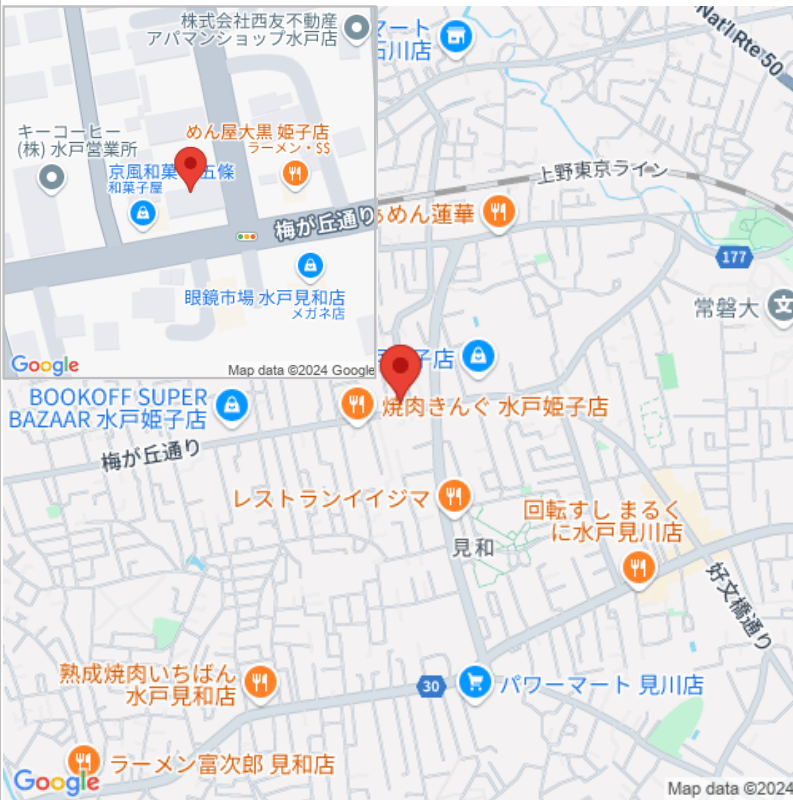 株式会社西友不動産
アパマンショップ水戸店
キーコーヒー
(株) 水戸営業所
めん屋大黒 姫子店
ラーメン・$$
京風和菓
五條
和菓子屋
梅が丘通り
眼鏡市場 水戸見和店
メガネ店
Google
Map data ©2024 Google
マート
石川店
Nat'l Rte 50
上野東京ライン
めん蓮華
177
常磐大
子店
BOOKOFF SUPER
BAZAAR 水戸姫子店
焼肉きんぐ 水戸姫子店
梅が丘通り
レストランイイジマ
回転すし まるく
に水戸見川店
見和
好文橋通り
熟成焼肉いちばん
水戸見和店
30
パワーマート 見川店
ラーメン富次郎 見和店
Google
Map data ©2024